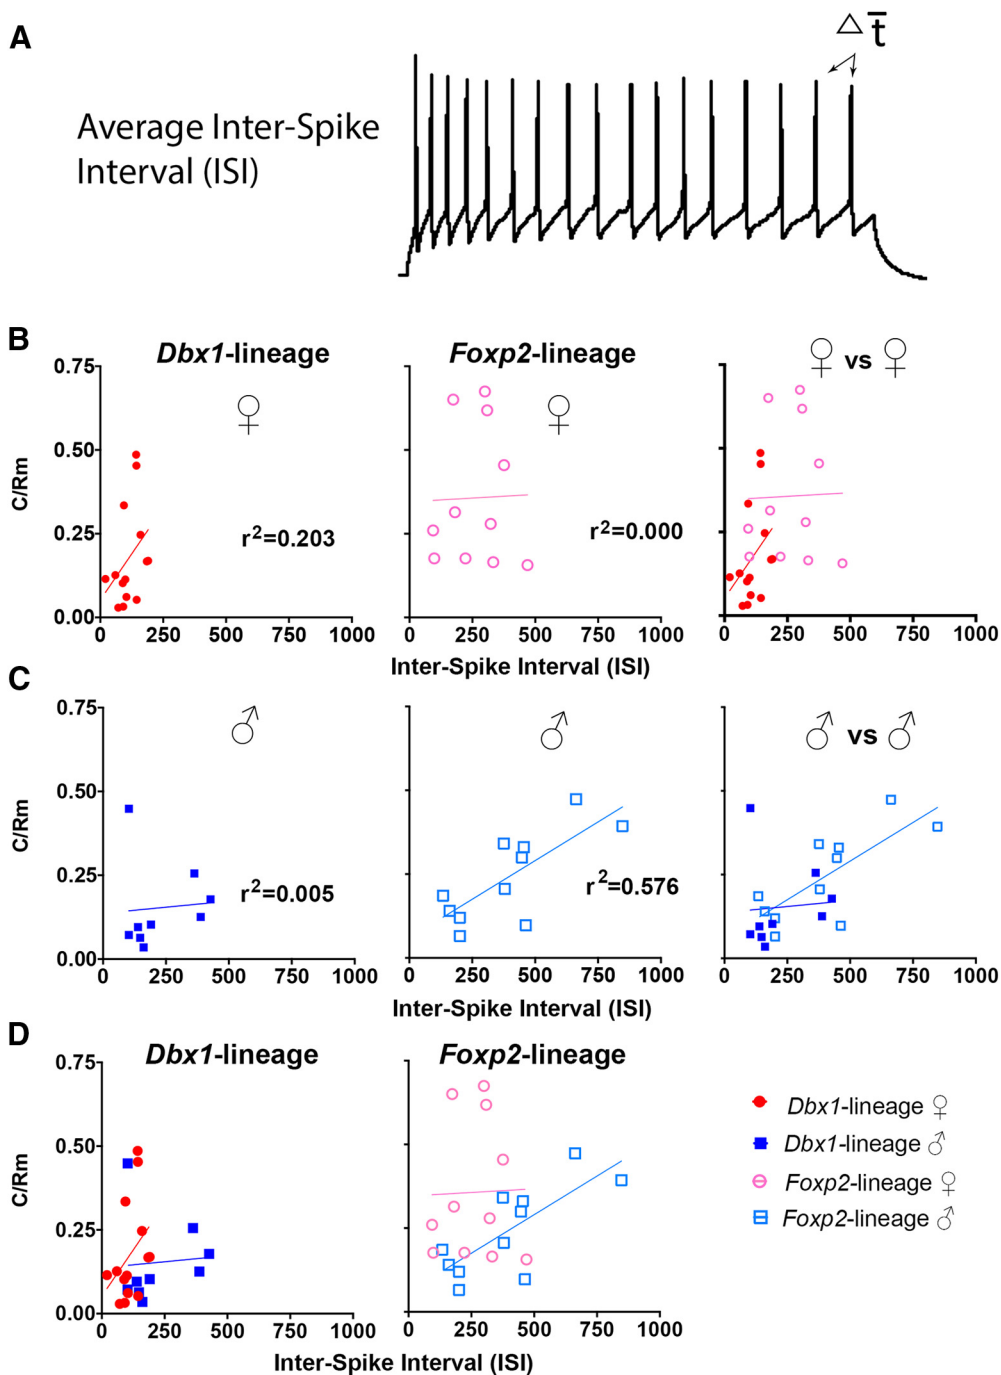 A
Average Inter-Spike
Interval (ISI)
△ t̅
B
Dbx1-lineage
Foxp2-lineage
♀ vs ♀
♀
♀
0.75
0.50
0.25
0.00
C/Rm
r²=0.203
r²=0.000
0 250 500 750 1000
0 250 500 750 1000
0 250 500 750 1000
Inter-Spike Interval (ISI)
C
♂
♂
♂ vs ♂
0.75
0.50
0.25
0.00
C/Rm
r²=0.005
r²=0.576
0 250 500 750 1000
0 250 500 750 1000
0 250 500 750 1000
Inter-Spike Interval (ISI)
D
Dbx1-lineage
Foxp2-lineage
0.75
0.50
0.25
0.00
C/Rm
0 250 500 750 1000
0 250 500 750 1000
Inter-Spike Interval (ISI)
Dbx1-lineage ♀
Dbx1-lineage ♂
Foxp2-lineage ♀
Foxp2-lineage ♂